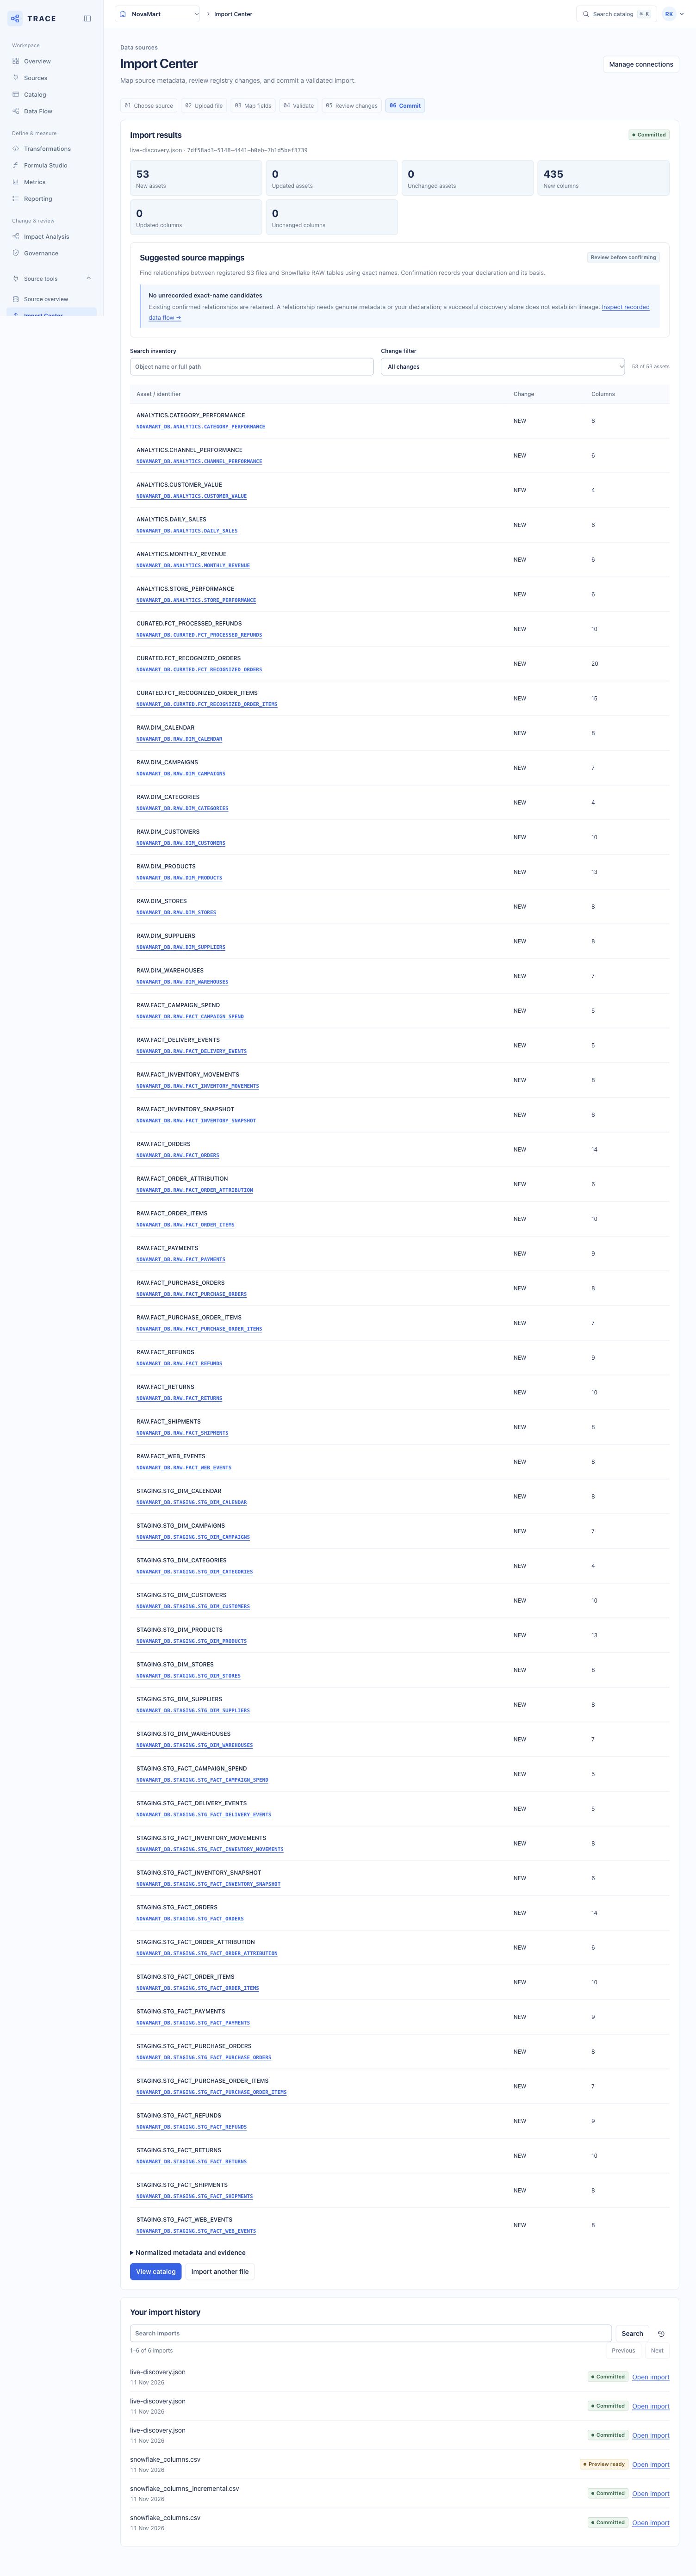 TRACE
Workspace
Overview
Sources
Catalog
Data Flow
Define & measure
Transformations
Formula Studio
Metrics
Reporting
Change & review
Impact Analysis
Governance
Source tools
Source overview
Import Center
NovaMart
Import Center
Search catalog
⌘ K
RK
Data sources
Import Center
Map source metadata, review registry changes, and commit a validated import.
Manage connections
01 Choose source
02 Upload file
03 Map fields
04 Validate
05 Review changes
06 Commit
Import results
Committed
53
New assets
0
Updated assets
0
Unchanged assets
435
New columns
0
Updated columns
0
Unchanged columns
Suggested source mappings
Review before confirming
Find relationships between registered S3 files and Snowflake RAW tables using exact names. Confirmation records your declaration and its basis.
No unrecorded exact-name candidates
Existing confirmed relationships are retained. A relationship needs genuine metadata or your declaration; a successful discovery alone does not establish lineage. Inspect recorded
data flow →
Search inventory
Object name or full path
Change filter
All changes
53 of 53 assets
Asset / identifier Change Columns
ANALYTICS.CATEGORY_PERFORMANCE
NOVAMART_DB.ANALYTICS.CATEGORY_PERFORMANCE
NEW 6
ANALYTICS.CHANNEL_PERFORMANCE
NOVAMART_DB.ANALYTICS.CHANNEL_PERFORMANCE
NEW 6
ANALYTICS.CUSTOMER_VALUE
NOVAMART_DB.ANALYTICS.CUSTOMER_VALUE
NEW 4
ANALYTICS.DAILY_SALES
NOVAMART_DB.ANALYTICS.DAILY_SALES
NEW 6
ANALYTICS.MONTHLY_REVENUE
NOVAMART_DB.ANALYTICS.MONTHLY_REVENUE
NEW 6
ANALYTICS.STORE_PERFORMANCE
NOVAMART_DB.ANALYTICS.STORE_PERFORMANCE
NEW 6
CURATED.FCT_PROCESSED_REFUNDS
NOVAMART_DB.CURATED.FCT_PROCESSED_REFUNDS
NEW 10
CURATED.FCT_RECOGNIZED_ORDERS
NOVAMART_DB.CURATED.FCT_RECOGNIZED_ORDERS
NEW 20
CURATED.FCT_RECOGNIZED_ORDER_ITEMS
NOVAMART_DB.CURATED.FCT_RECOGNIZED_ORDER_ITEMS
NEW 15
RAW.DIM_CALENDAR
NOVAMART_DB.RAW.DIM_CALENDAR
NEW 8
RAW.DIM_CAMPAIGNS
NOVAMART_DB.RAW.DIM_CAMPAIGNS
NEW 7
RAW.DIM_CATEGORIES
NOVAMART_DB.RAW.DIM_CATEGORIES
NEW 4
RAW.DIM_CUSTOMERS
NOVAMART_DB.RAW.DIM_CUSTOMERS
NEW 10
RAW.DIM_PRODUCTS
NOVAMART_DB.RAW.DIM_PRODUCTS
NEW 13
RAW.DIM_STORES
NOVAMART_DB.RAW.DIM_STORES
NEW 8
RAW.DIM_SUPPLIERS
NOVAMART_DB.RAW.DIM_SUPPLIERS
NEW 8
RAW.DIM_WAREHOUSES
NOVAMART_DB.RAW.DIM_WAREHOUSES
NEW 7
RAW.FACT_CAMPAIGN_SPEND
NOVAMART_DB.RAW.FACT_CAMPAIGN_SPEND
NEW 5
RAW.FACT_DELIVERY_EVENTS
NOVAMART_DB.RAW.FACT_DELIVERY_EVENTS
NEW 5
RAW.FACT_INVENTORY_MOVEMENTS
NOVAMART_DB.RAW.FACT_INVENTORY_MOVEMENTS
NEW 8
RAW.FACT_INVENTORY_SNAPSHOT
NOVAMART_DB.RAW.FACT_INVENTORY_SNAPSHOT
NEW 6
RAW.FACT_ORDERS
NOVAMART_DB.RAW.FACT_ORDERS
NEW 14
RAW.FACT_ORDER_ATTRIBUTION
NOVAMART_DB.RAW.FACT_ORDER_ATTRIBUTION
NEW 6
RAW.FACT_ORDER_ITEMS
NOVAMART_DB.RAW.FACT_ORDER_ITEMS
NEW 10
RAW.FACT_PAYMENTS
NOVAMART_DB.RAW.FACT_PAYMENTS
NEW 9
RAW.FACT_PURCHASE_ORDERS
NOVAMART_DB.RAW.FACT_PURCHASE_ORDERS
NEW 8
RAW.FACT_PURCHASE_ORDER_ITEMS
NOVAMART_DB.RAW.FACT_PURCHASE_ORDER_ITEMS
NEW 7
RAW.FACT_REFUNDS
NOVAMART_DB.RAW.FACT_REFUNDS
NEW 9
RAW.FACT_RETURNS
NOVAMART_DB.RAW.FACT_RETURNS
NEW 10
RAW.FACT_SHIPMENTS
NOVAMART_DB.RAW.FACT_SHIPMENTS
NEW 8
RAW.FACT_WEB_EVENTS
NOVAMART_DB.RAW.FACT_WEB_EVENTS
NEW 8
STAGING.STG_DIM_CALENDAR
NOVAMART_DB.STAGING.STG_DIM_CALENDAR
NEW 8
STAGING.STG_DIM_CAMPAIGNS
NOVAMART_DB.STAGING.STG_DIM_CAMPAIGNS
NEW 7
STAGING.STG_DIM_CATEGORIES
NOVAMART_DB.STAGING.STG_DIM_CATEGORIES
NEW 4
STAGING.STG_DIM_CUSTOMERS
NOVAMART_DB.STAGING.STG_DIM_CUSTOMERS
NEW 10
STAGING.STG_DIM_PRODUCTS
NOVAMART_DB.STAGING.STG_DIM_PRODUCTS
NEW 13
STAGING.STG_DIM_STORES
NOVAMART_DB.STAGING.STG_DIM_STORES
NEW 8
STAGING.STG_DIM_SUPPLIERS
NOVAMART_DB.STAGING.STG_DIM_SUPPLIERS
NEW 8
STAGING.STG_DIM_WAREHOUSES
NOVAMART_DB.STAGING.STG_DIM_WAREHOUSES
NEW 7
STAGING.STG_FACT_CAMPAIGN_SPEND
NOVAMART_DB.STAGING.STG_FACT_CAMPAIGN_SPEND
NEW 5
STAGING.STG_FACT_DELIVERY_EVENTS
NOVAMART_DB.STAGING.STG_FACT_DELIVERY_EVENTS
NEW 5
STAGING.STG_FACT_INVENTORY_MOVEMENTS
NOVAMART_DB.STAGING.STG_FACT_INVENTORY_MOVEMENTS
NEW 8
STAGING.STG_FACT_INVENTORY_SNAPSHOT
NOVAMART_DB.STAGING.STG_FACT_INVENTORY_SNAPSHOT
NEW 6
STAGING.STG_FACT_ORDERS
NOVAMART_DB.STAGING.STG_FACT_ORDERS
NEW 14
STAGING.STG_FACT_ORDER_ATTRIBUTION
NOVAMART_DB.STAGING.STG_FACT_ORDER_ATTRIBUTION
NEW 6
STAGING.STG_FACT_ORDER_ITEMS
NOVAMART_DB.STAGING.STG_FACT_ORDER_ITEMS
NEW 10
STAGING.STG_FACT_PAYMENTS
NOVAMART_DB.STAGING.STG_FACT_PAYMENTS
NEW 9
STAGING.STG_FACT_PURCHASE_ORDERS
NOVAMART_DB.STAGING.STG_FACT_PURCHASE_ORDERS
NEW 8
STAGING.STG_FACT_PURCHASE_ORDER_ITEMS
NOVAMART_DB.STAGING.STG_FACT_PURCHASE_ORDER_ITEMS
NEW 7
STAGING.STG_FACT_REFUNDS
NOVAMART_DB.STAGING.STG_FACT_REFUNDS
NEW 9
STAGING.STG_FACT_RETURNS
NOVAMART_DB.STAGING.STG_FACT_RETURNS
NEW 10
STAGING.STG_FACT_SHIPMENTS
NOVAMART_DB.STAGING.STG_FACT_SHIPMENTS
NEW 8
STAGING.STG_FACT_WEB_EVENTS
NOVAMART_DB.STAGING.STG_FACT_WEB_EVENTS
NEW 8
Normalized metadata and evidence
View catalog
Import another file
Your import history
Search imports
Search
1–6 of 6 imports
Previous
Next
live-discovery.json
11 Nov 2026
Committed Open import
live-discovery.json
11 Nov 2026
Committed Open import
live-discovery.json
11 Nov 2026
Committed Open import
snowflake_columns.csv
11 Nov 2026
Preview ready Open import
snowflake_columns_incremental.csv
11 Nov 2026
Committed Open import
snowflake_columns.csv
11 Nov 2026
Committed Open import